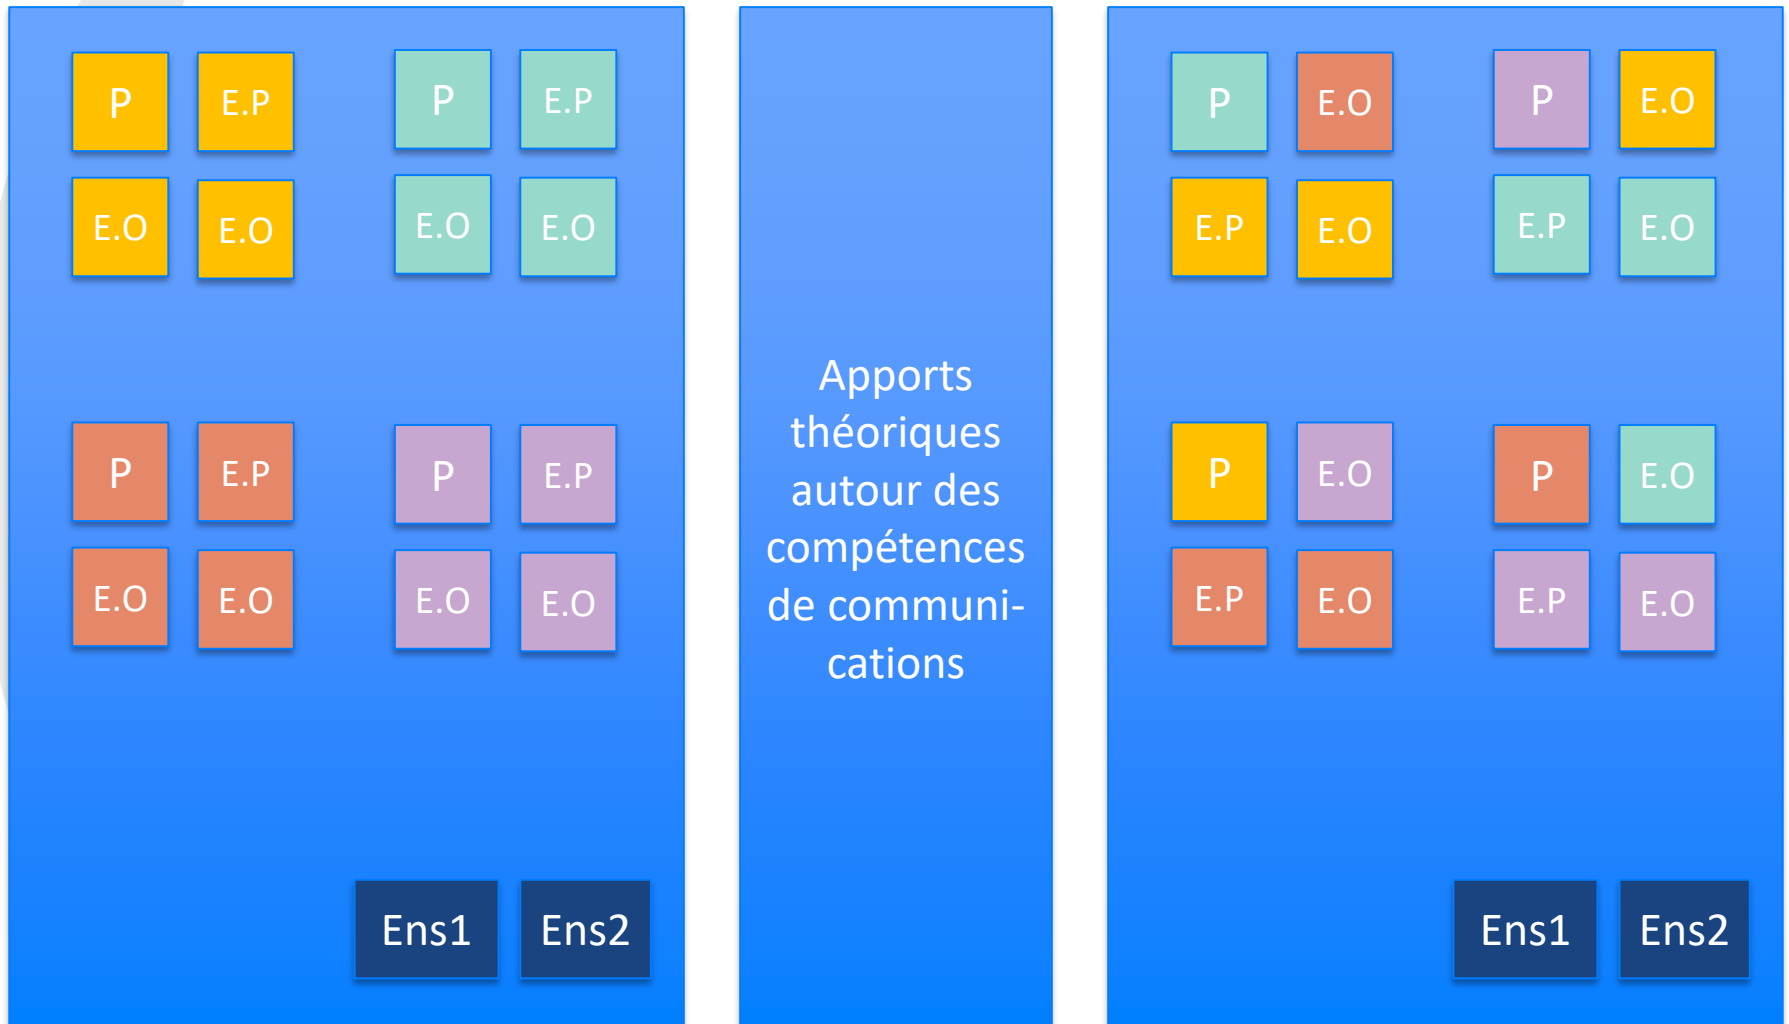 P E.P P E.P
E.O E.O E.O E.O
P E.P P E.P
E.O E.O E.O E.O
Ens1 Ens2
Apports
théoriques
autour des
compétences
de communi-
cations
P E.O P E.O
E.P E.O E.P E.O
P E.O P E.O
E.P E.O E.P E.O
Ens1 Ens2